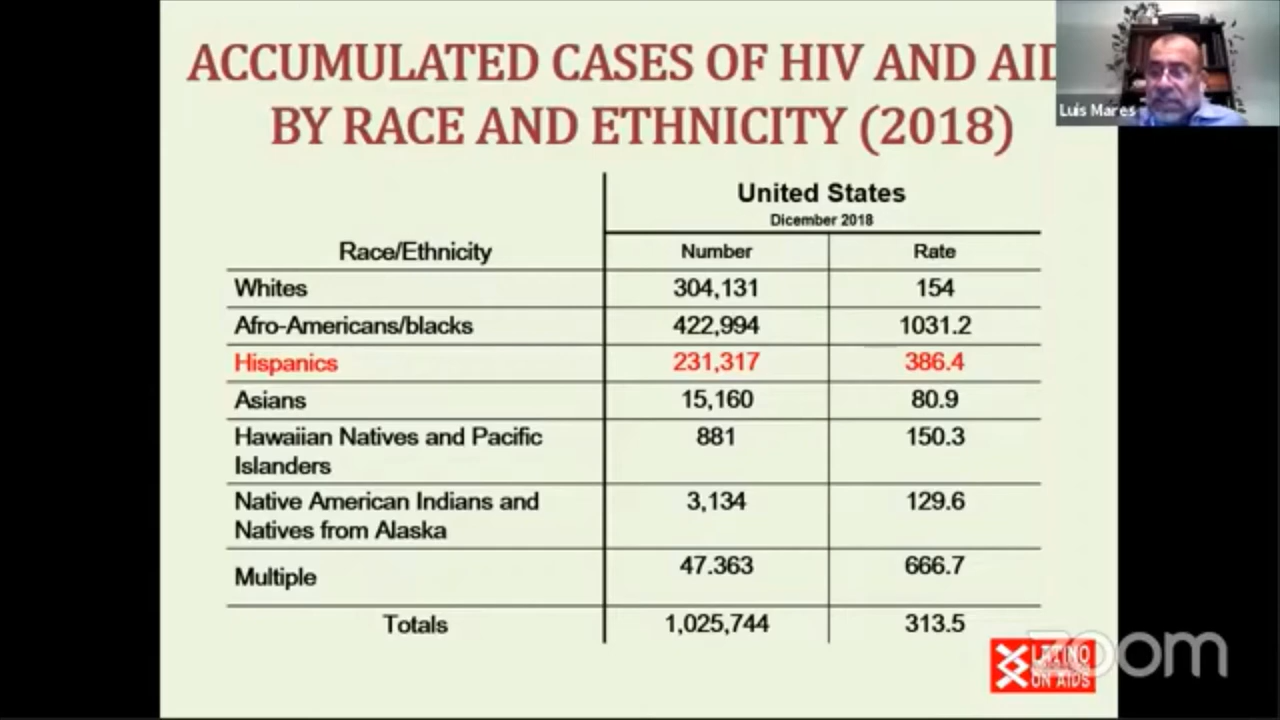 ACCUMULATED CASES OF HIV AND AID
BY RACE AND ETHNICITY (2018)
Luis Mares
United States
Dicember 2018
Race/Ethnicity Number Rate
Whites 304,131 154
Afro-Americans/blacks 422,994 1031.2
Hispanics 231,317 386.4
Asians 15,160 80.9
Hawaiian Natives and Pacific 881 150.3
Islanders
Native American Indians and 3,134 129.6
Natives from Alaska
Multiple 47.363 666.7
Totals 1,025,744 313.5
zoom
LATINO
ON AIDS